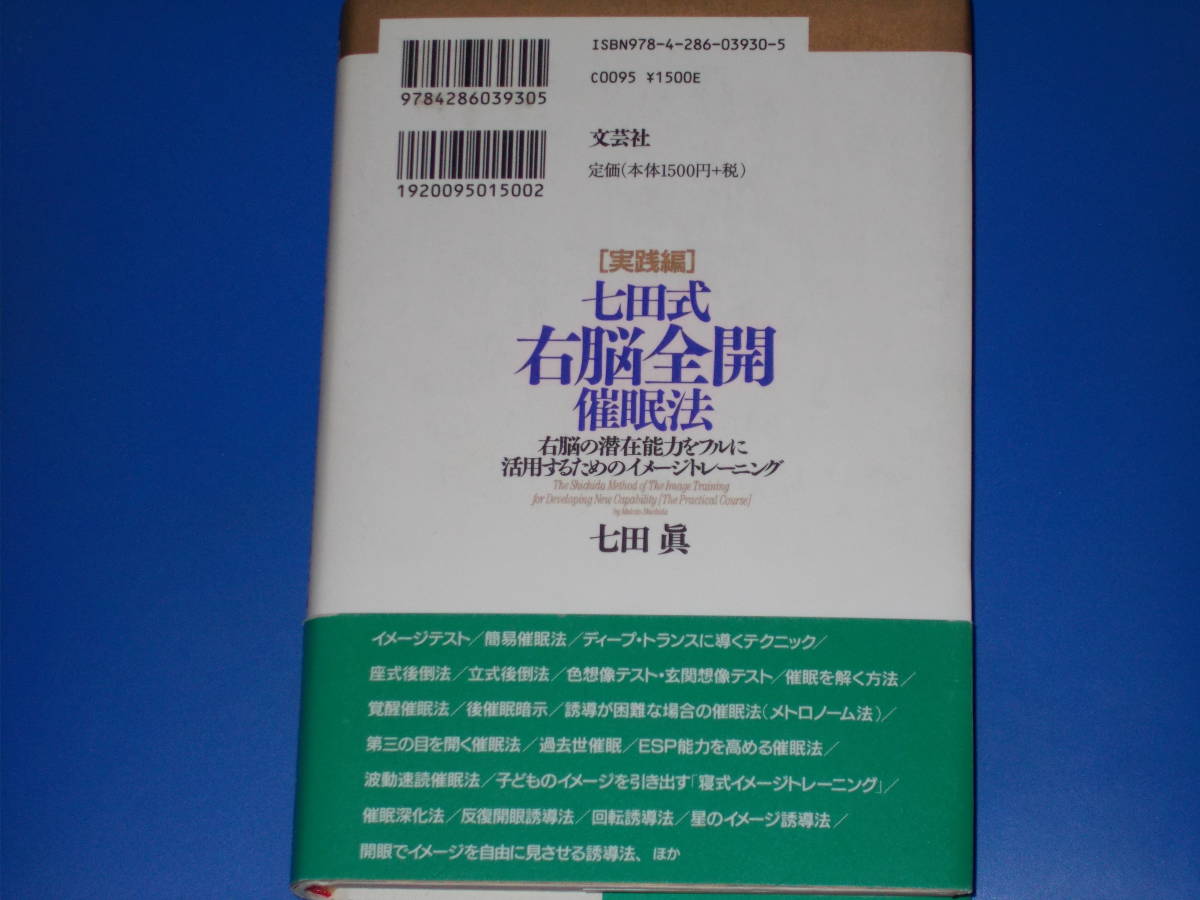 ISBN978-4-286-03930-5
C0095 ¥1500E
9784286039305
文芸社
定価(本体1500円+税)
1920095015002
[実践編]
七田式
右脳全開
催眠法
右脳の潜在能力をフルに
活用するためのイメージトレーニング
The Shichida Method of The Image Training
for Developing New Capability [The Practical Course]
by Makoto Shichida
七田 眞
イメージテスト/簡易催眠法/ディープ・トランスに導くテクニック/
座式後倒法/立式後倒法/色想像テスト・玄関想像テスト/催眠を解く方法/
覚醒催眠法/後催眠暗示/誘導が困難な場合の催眠法(メトロノーム法)/
第三の目を開く催眠法/過去世催眠/ESP能力を高める催眠法/
波動速読催眠法/子どものイメージを引き出す「寝式イメージトレーニング」/
催眠深化法/反復開眼誘導法/回転誘導法/星のイメージ誘導法/
開眼でイメージを自由に見させる誘導法、ほか